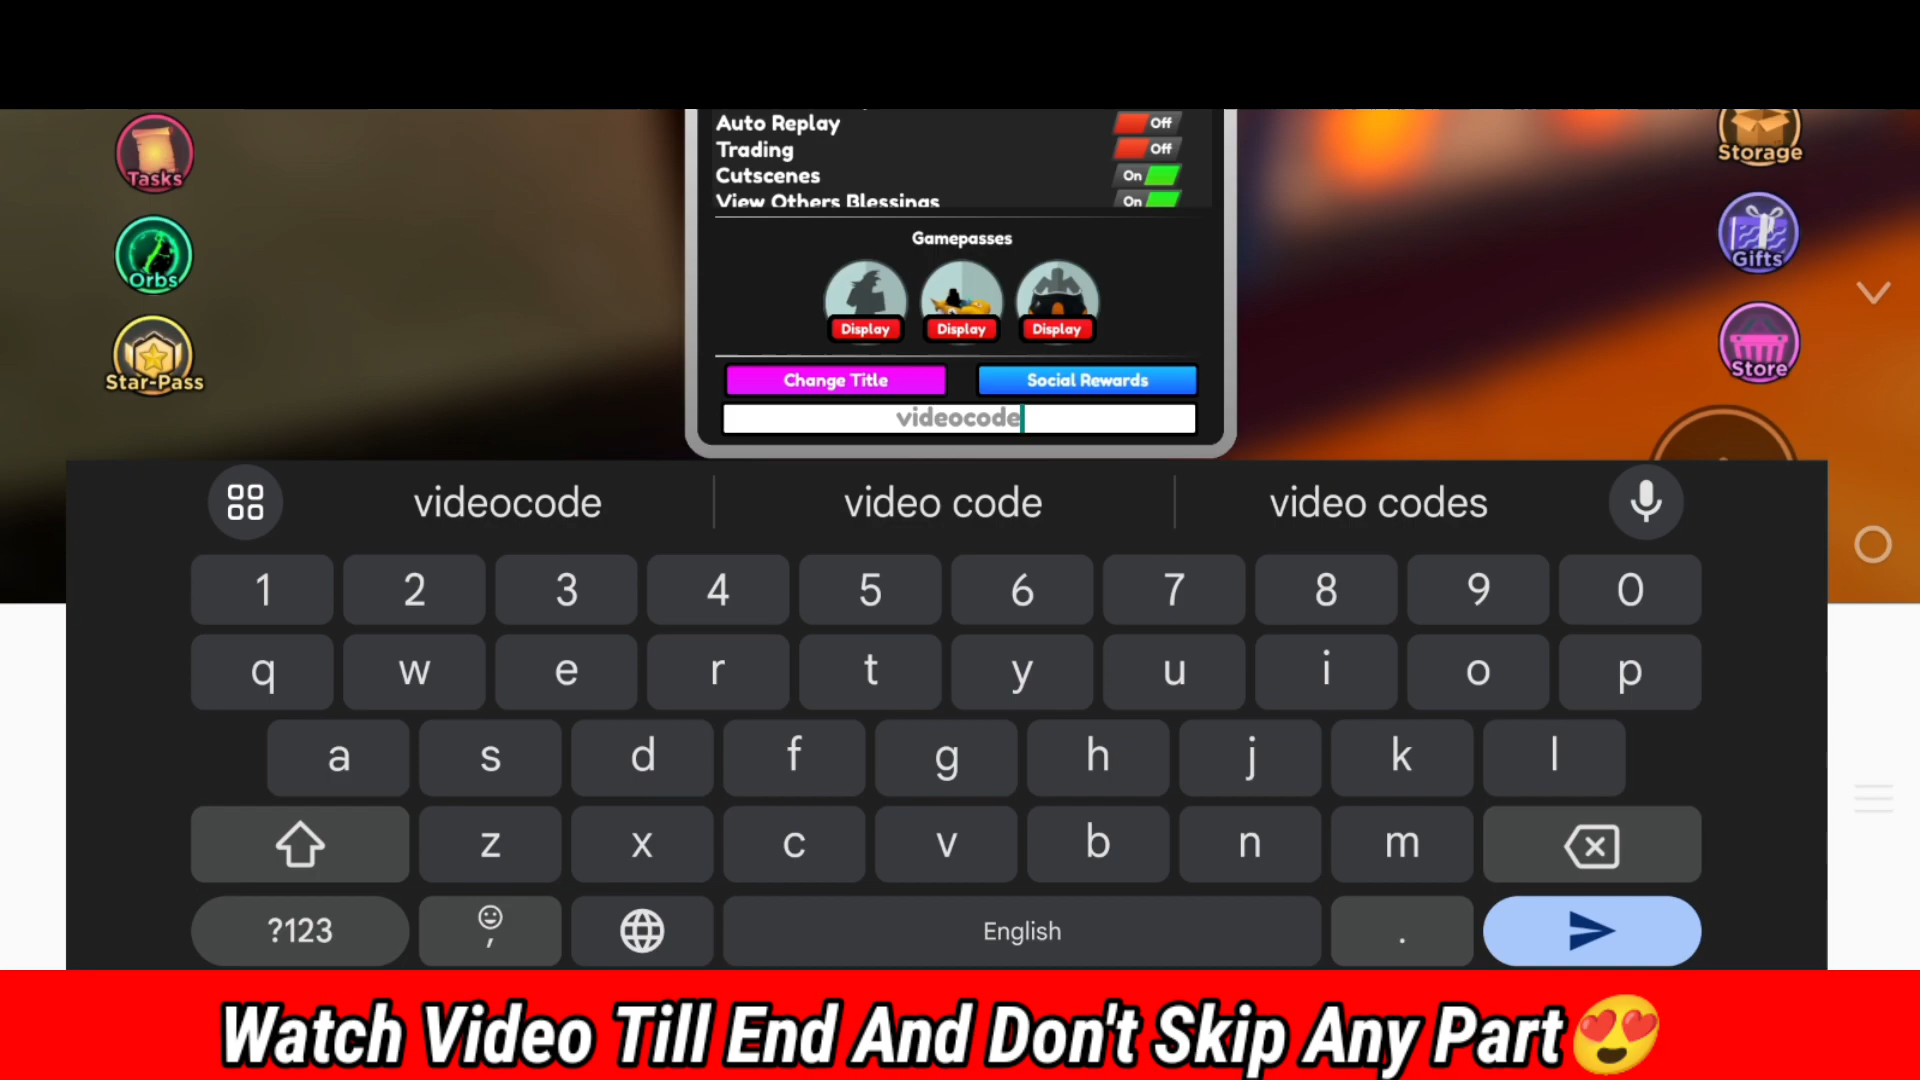 Auto Replay Off
Trading Off
Cutscenes On
View Others Blessings On
Gamepasses
Display Display Display
Change Title Social Rewards
videocode
Tasks
Orbs
Star-Pass
Storage
Gifts
Store
videocode video code video codes
1 2 3 4 5 6 7 8 9 0
q w e r t y u i o p
a s d f g h j k l
z x c v b n m
?123 , English .
Watch Video Till End And Don't Skip Any Part😍